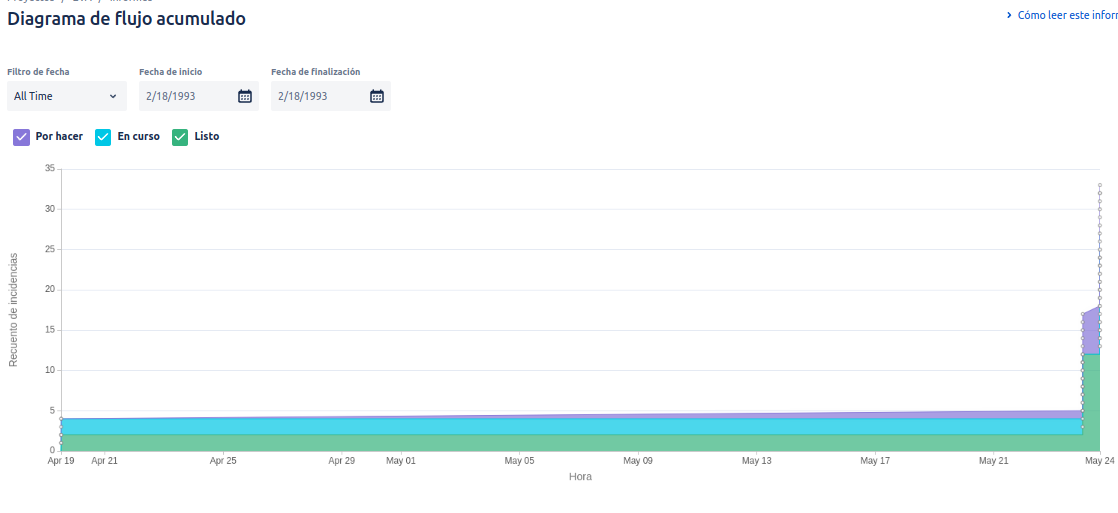 Diagrama de flujo acumulado
Cómo leer este infor
Filtro de fecha
Fecha de inicio
Fecha de finalización
All Time
2/18/1993
2/18/1993
Por hacer
En curso
Listo
35
30
25
20
15
10
5
0
Recuento de incidencias
Apr 19
Apr 21
Apr 25
Apr 29
May 01
May 05
May 09
May 13
May 17
May 21
May 24
Hora